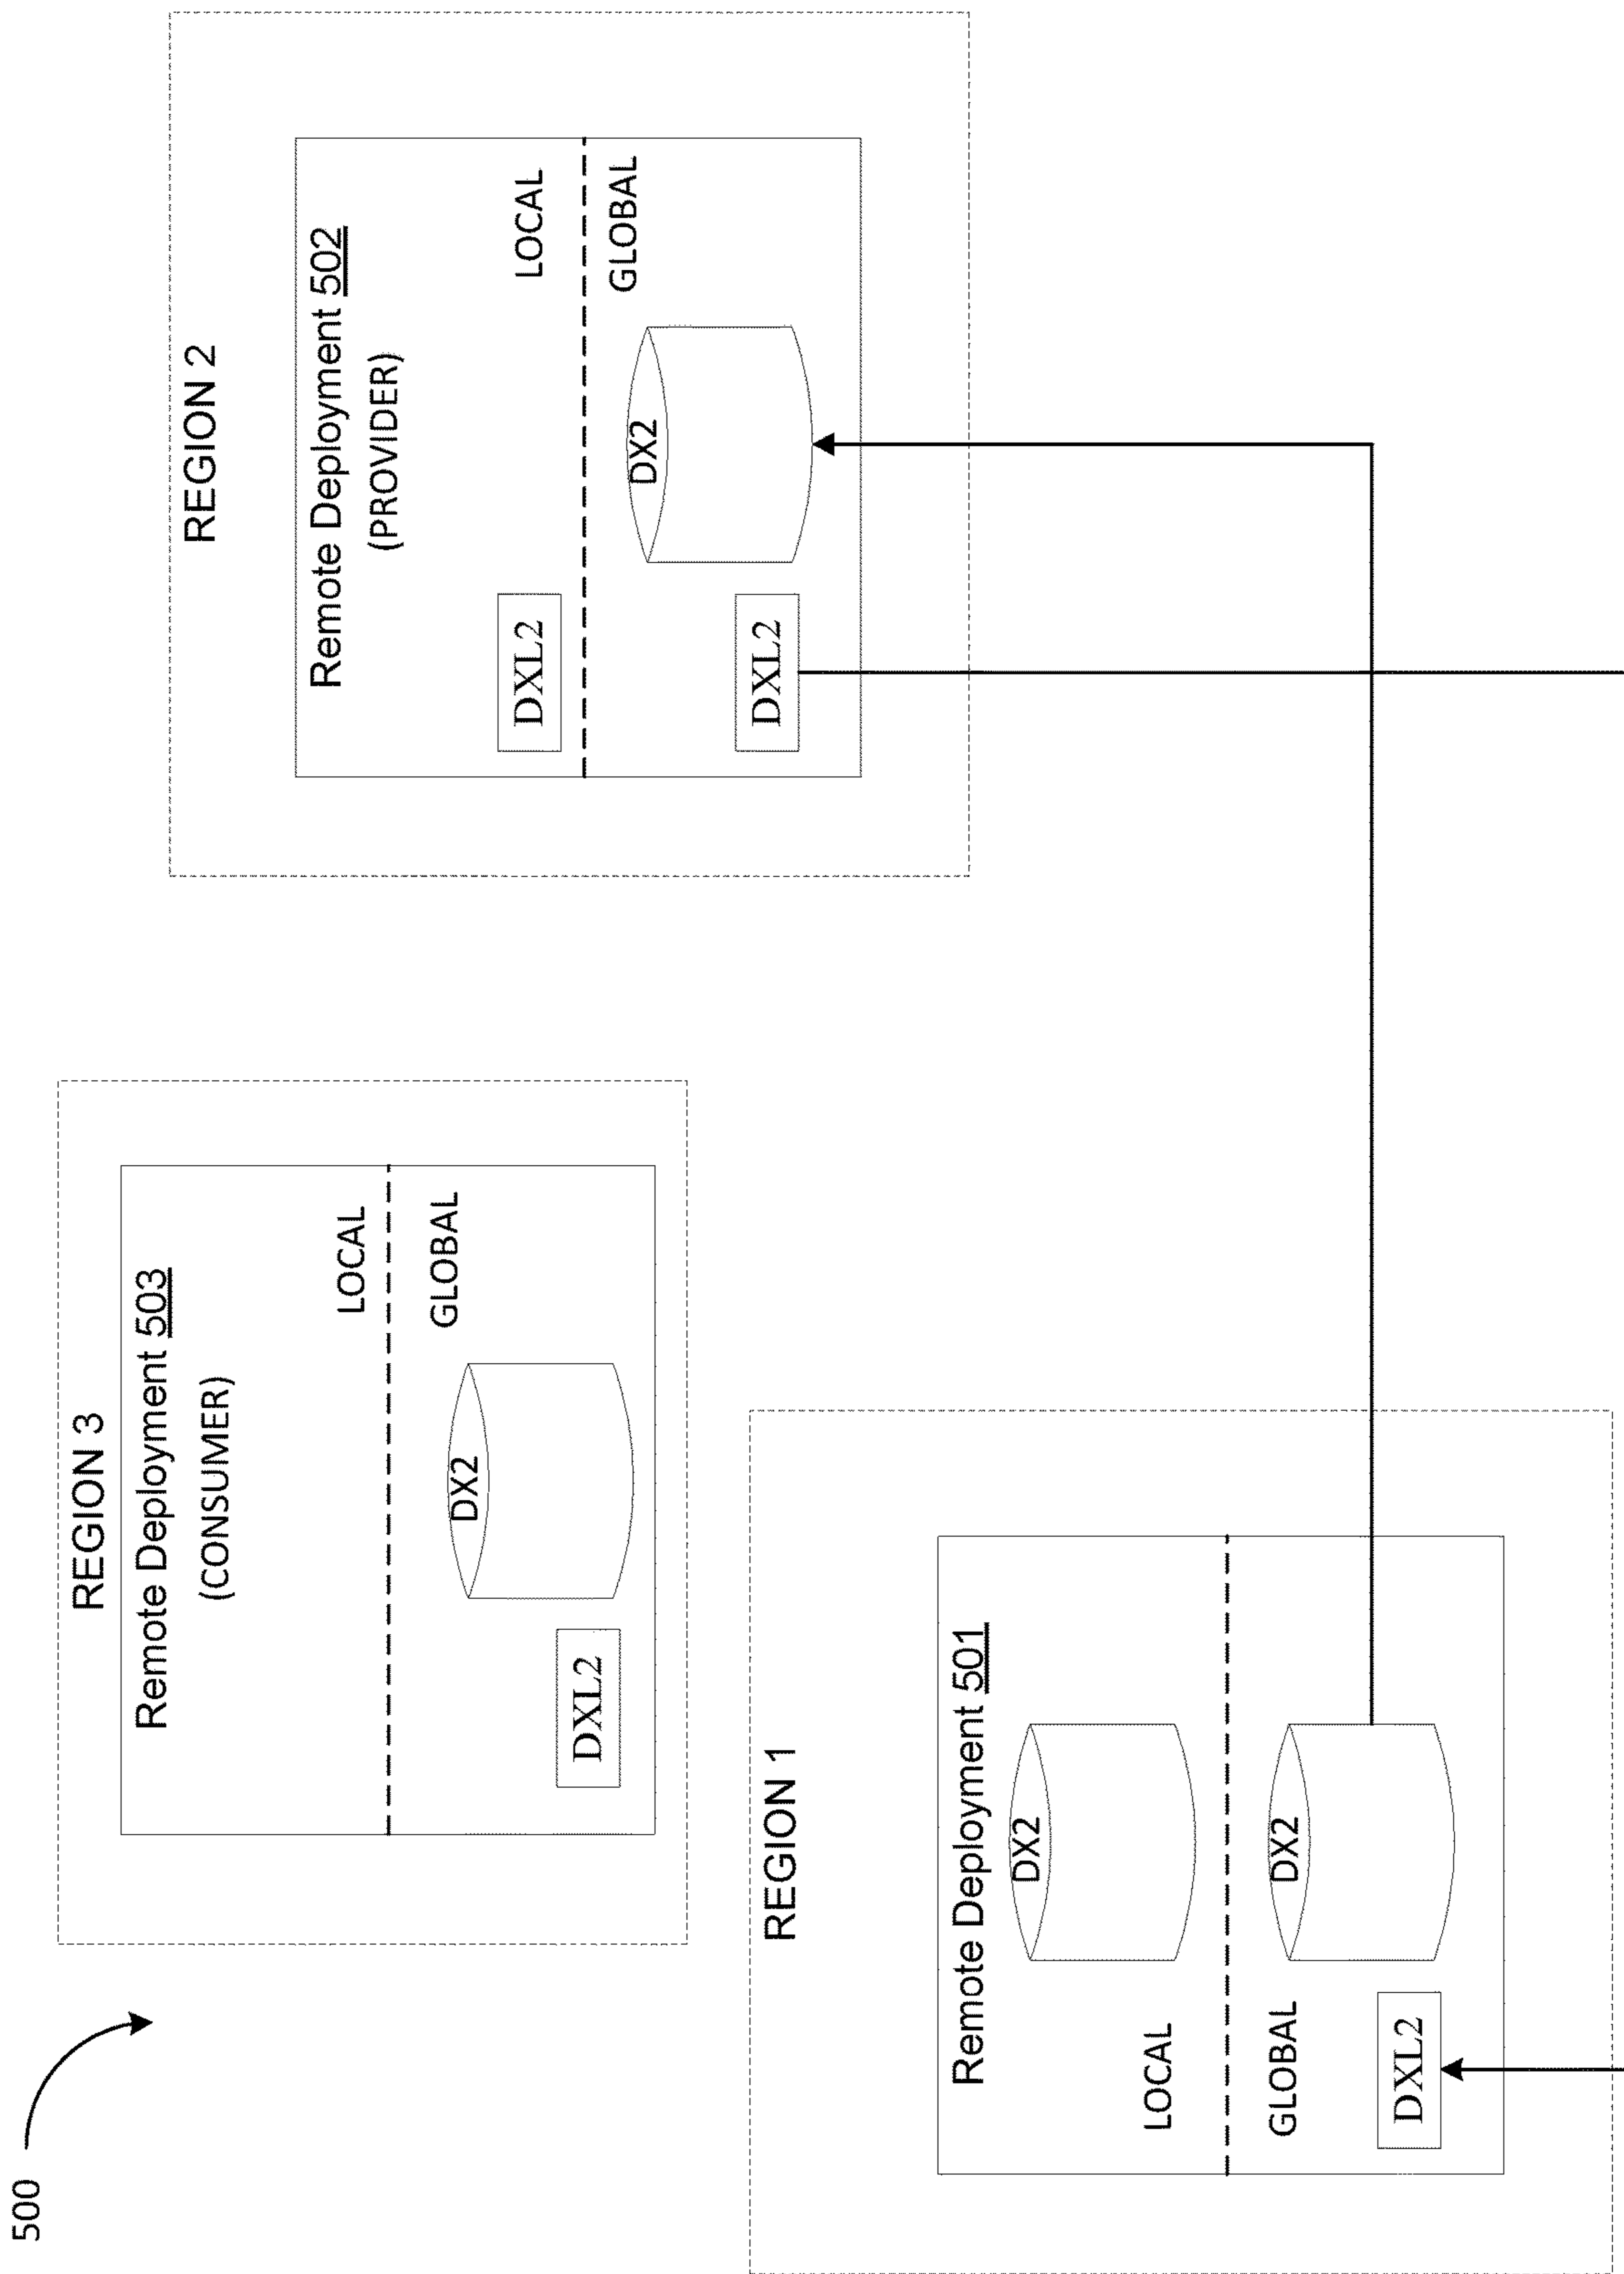 500
REGION 3
Remote Deployment 503
(CONSUMER)
LOCAL
GLOBAL
DX2
DXL2
REGION 2
Remote Deployment 502
(PROVIDER)
LOCAL
DXL2
GLOBAL
DX2
DXL2
REGION 1
Remote Deployment 501
DX2
LOCAL
GLOBAL
DX2
DXL2